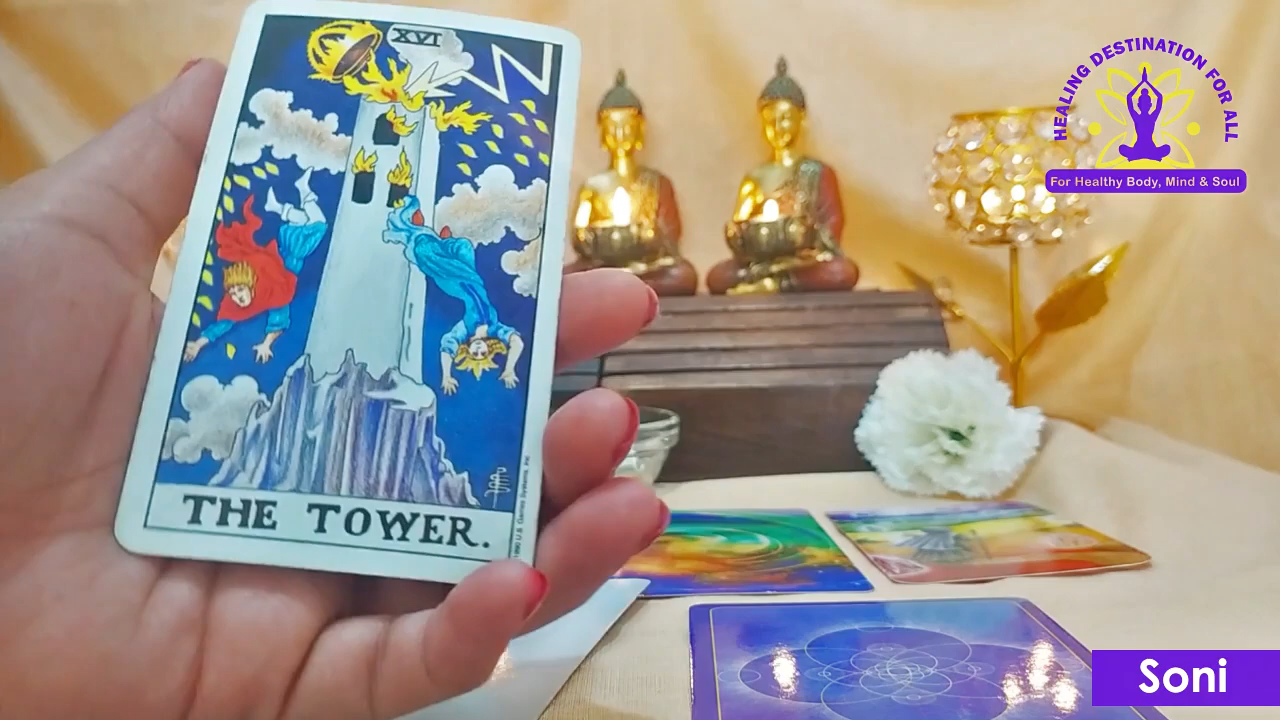 XVI
THE TOWER.
HEALING DESTINATION FOR ALL
For Healthy Body, Mind & Soul
Soni